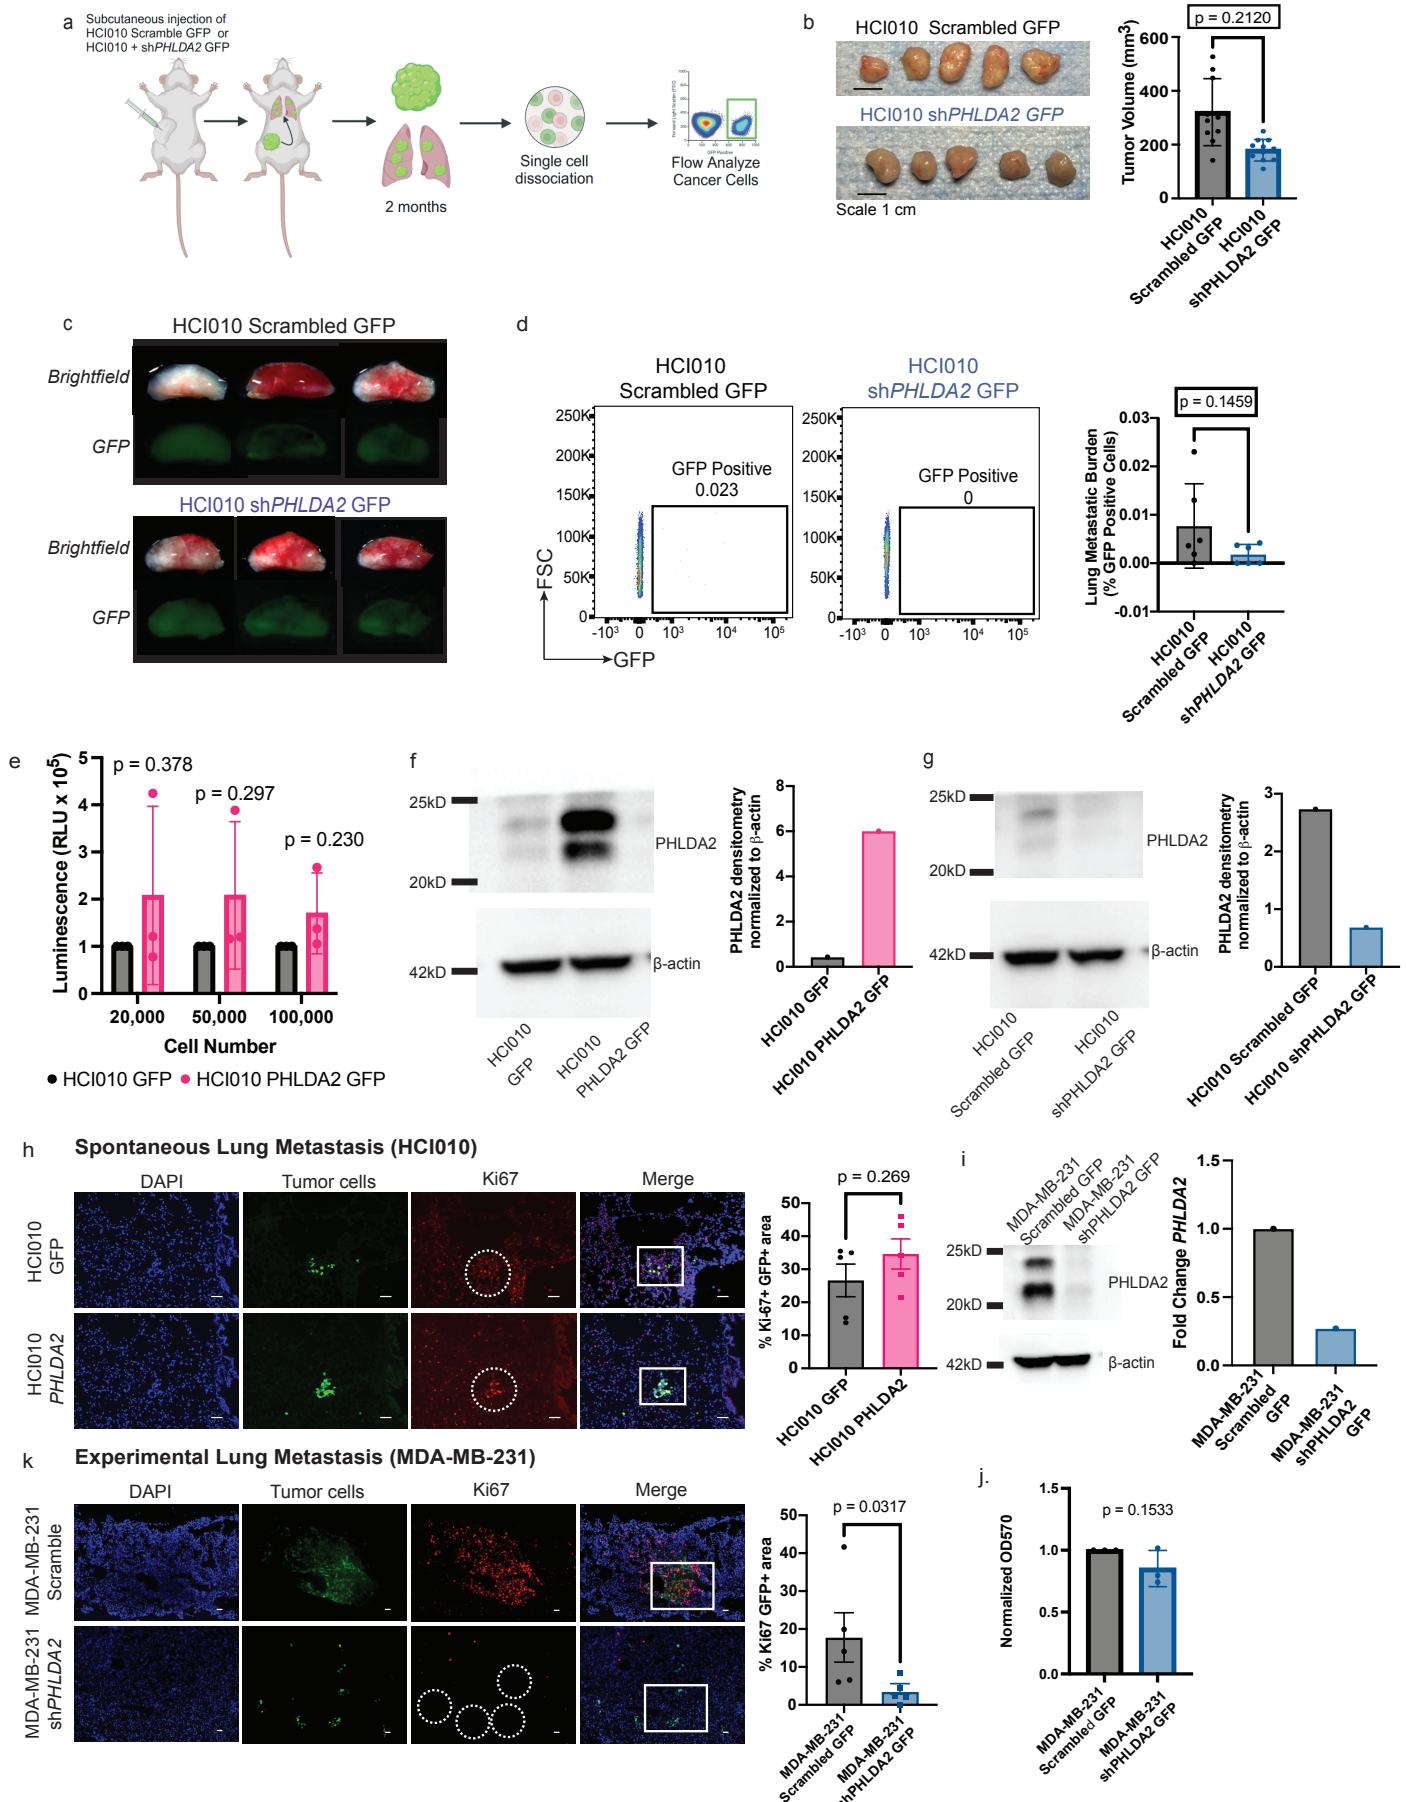 a
Subcutaneous injection of
HCI010 Scramble GFP or
HCI010 + shPHLDA2 GFP
2 months
Single cell
dissociation
GFP Positive
Flow Analyze
Cancer Cells
b
HCI010 Scrambled GFP
HCI010 shPHLDA2 GFP
Scale 1 cm
p = 0.2120
Tumor Volume (mm³)
600
400
200
0
HCI010
Scrambled GFP
HCI010
shPHLDA2 GFP
c
HCI010 Scrambled GFP
Brightfield
GFP
HCI010 shPHLDA2 GFP
Brightfield
GFP
d
HCI010
Scrambled GFP
250K
200K
150K
100K
50K
0
GFP Positive
0.023
-10³ 0 10³ 10⁴ 10⁵
FSC
GFP
HCI010
shPHLDA2 GFP
250K
200K
150K
100K
50K
0
GFP Positive
0
-10³ 0 10³ 10⁴ 10⁵
p = 0.1459
Lung Metastatic Burden
(% GFP Positive Cells)
0.03
0.02
0.01
0.00
-0.01
HCI010
Scrambled GFP
HCI010
shPHLDA2 GFP
e
Luminescence (RLU x 10⁵)
5
4
3
2
1
0
p = 0.378
p = 0.297
p = 0.230
20,000 50,000 100,000
Cell Number
HCI010 GFP HCI010 PHLDA2 GFP
f
25kD
20kD
PHLDA2
42kD
β-actin
HCI010
GFP
HCI010
PHLDA2 GFP
PHLDA2 densitometry
normalized to β-actin
8
6
4
2
0
HCI010 GFP
HCI010 PHLDA2 GFP
g
25kD
20kD
PHLDA2
42kD
β-actin
HCI010
Scrambled GFP
HCI010
shPHLDA2 GFP
PHLDA2 densitometry
normalized to β-actin
3
2
1
0
HCI010 Scrambled GFP
HCI010 shPHLDA2 GFP
h
Spontaneous Lung Metastasis (HCI010)
DAPI Tumor cells Ki67 Merge
HCI010
GFP
HCI010
PHLDA2
p = 0.269
% Ki-67+ GFP+ area
50
40
30
20
10
0
HCI010 GFP
HCI010 PHLDA2
i
MDA-MB-231
Scrambled GFP
MDA-MB-231
shPHLDA2 GFP
25kD
20kD
PHLDA2
42kD
β-actin
Fold Change PHLDA2
1.5
1.0
0.5
0.0
MDA-MB-231
Scrambled
GFP
MDA-MB-231
shPHLDA2
GFP
k
Experimental Lung Metastasis (MDA-MB-231)
DAPI Tumor cells Ki67 Merge
MDA-MB-231
Scramble
MDA-MB-231
shPHLDA2
p = 0.0317
% Ki67 GFP+ area
50
40
30
20
10
0
MDA-MB-231
Scrambled GFP
MDA-MB-231
shPHLDA2 GFP
j.
p = 0.1533
Normalized OD570
1.5
1.0
0.5
0.0
MDA-MB-231
Scrambled GFP
MDA-MB-231
shPHLDA2 GFP